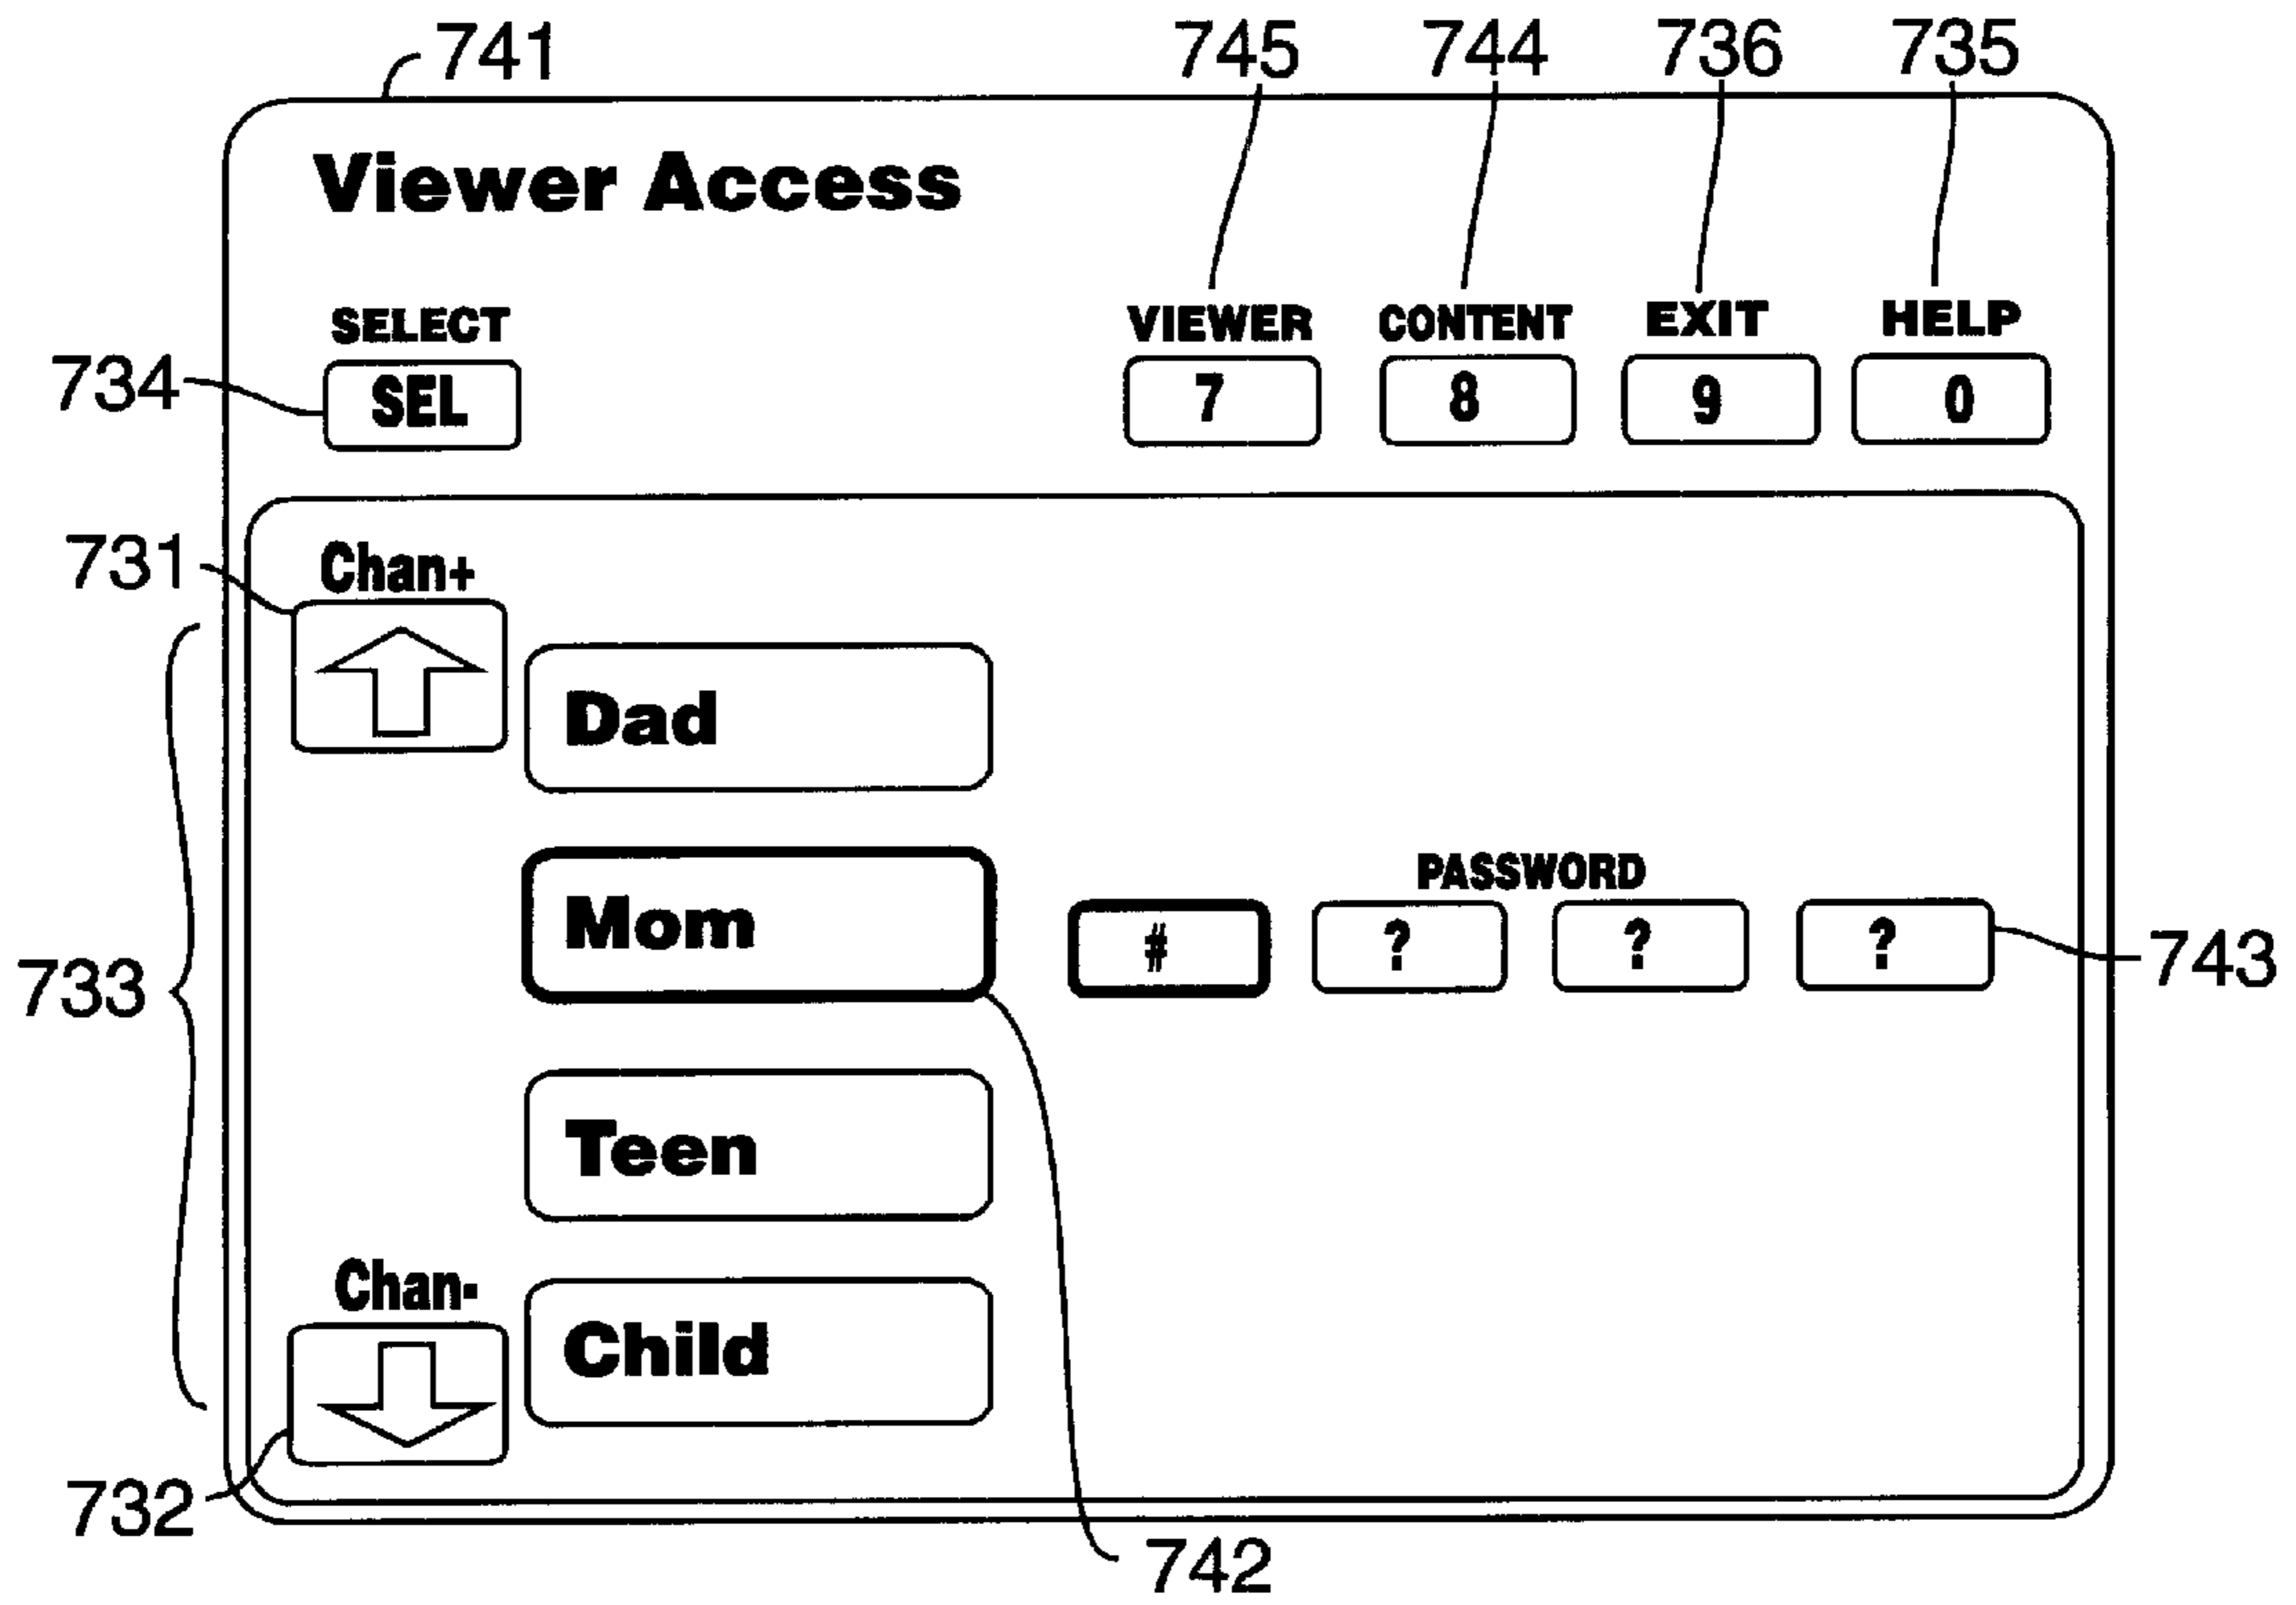 741 745 744 736 735
Viewer Access
SELECT VIEWER CONTENT EXIT HELP
734 SEL 7 8 9 0
731 Chan+
Dad
PASSWORD
733 Mom # ? ? ? 743
Teen
Chan-
Child
732
742